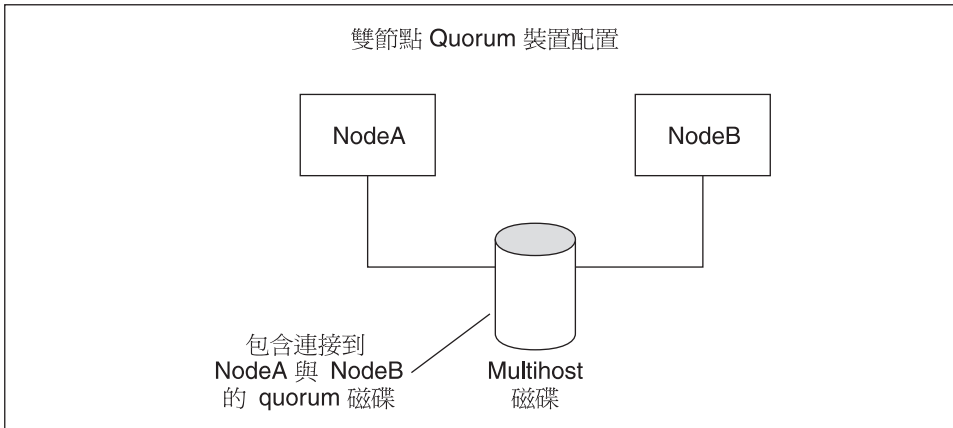 雙節點 Quorum 裝置配置
NodeA
NodeB
包含連接到
NodeA 與 NodeB
的 quorum 磁碟
Multihost
磁碟